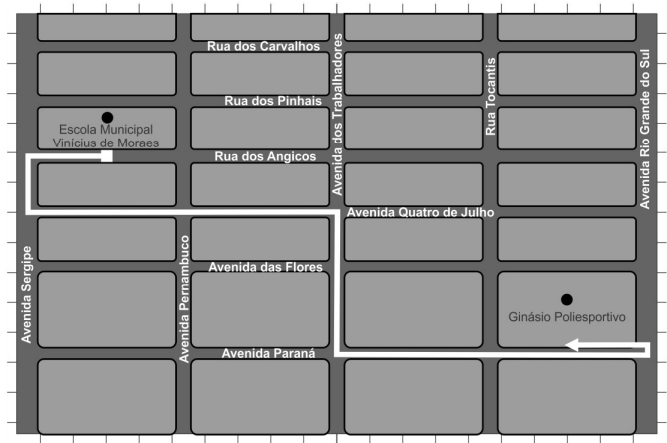 Rua dos Carvalhos
Rua dos Pinhais
Escola Municipal
Vinícius de Moraes
Rua dos Angicos
Avenida dos Trabalhadores
Rua Tocantis
Avenida Rio Grande do Sul
Avenida Quatro de Julho
Avenida Sergipe
Avenida Pernambuco
Avenida das Flores
Ginásio Poliesportivo
Avenida Paraná